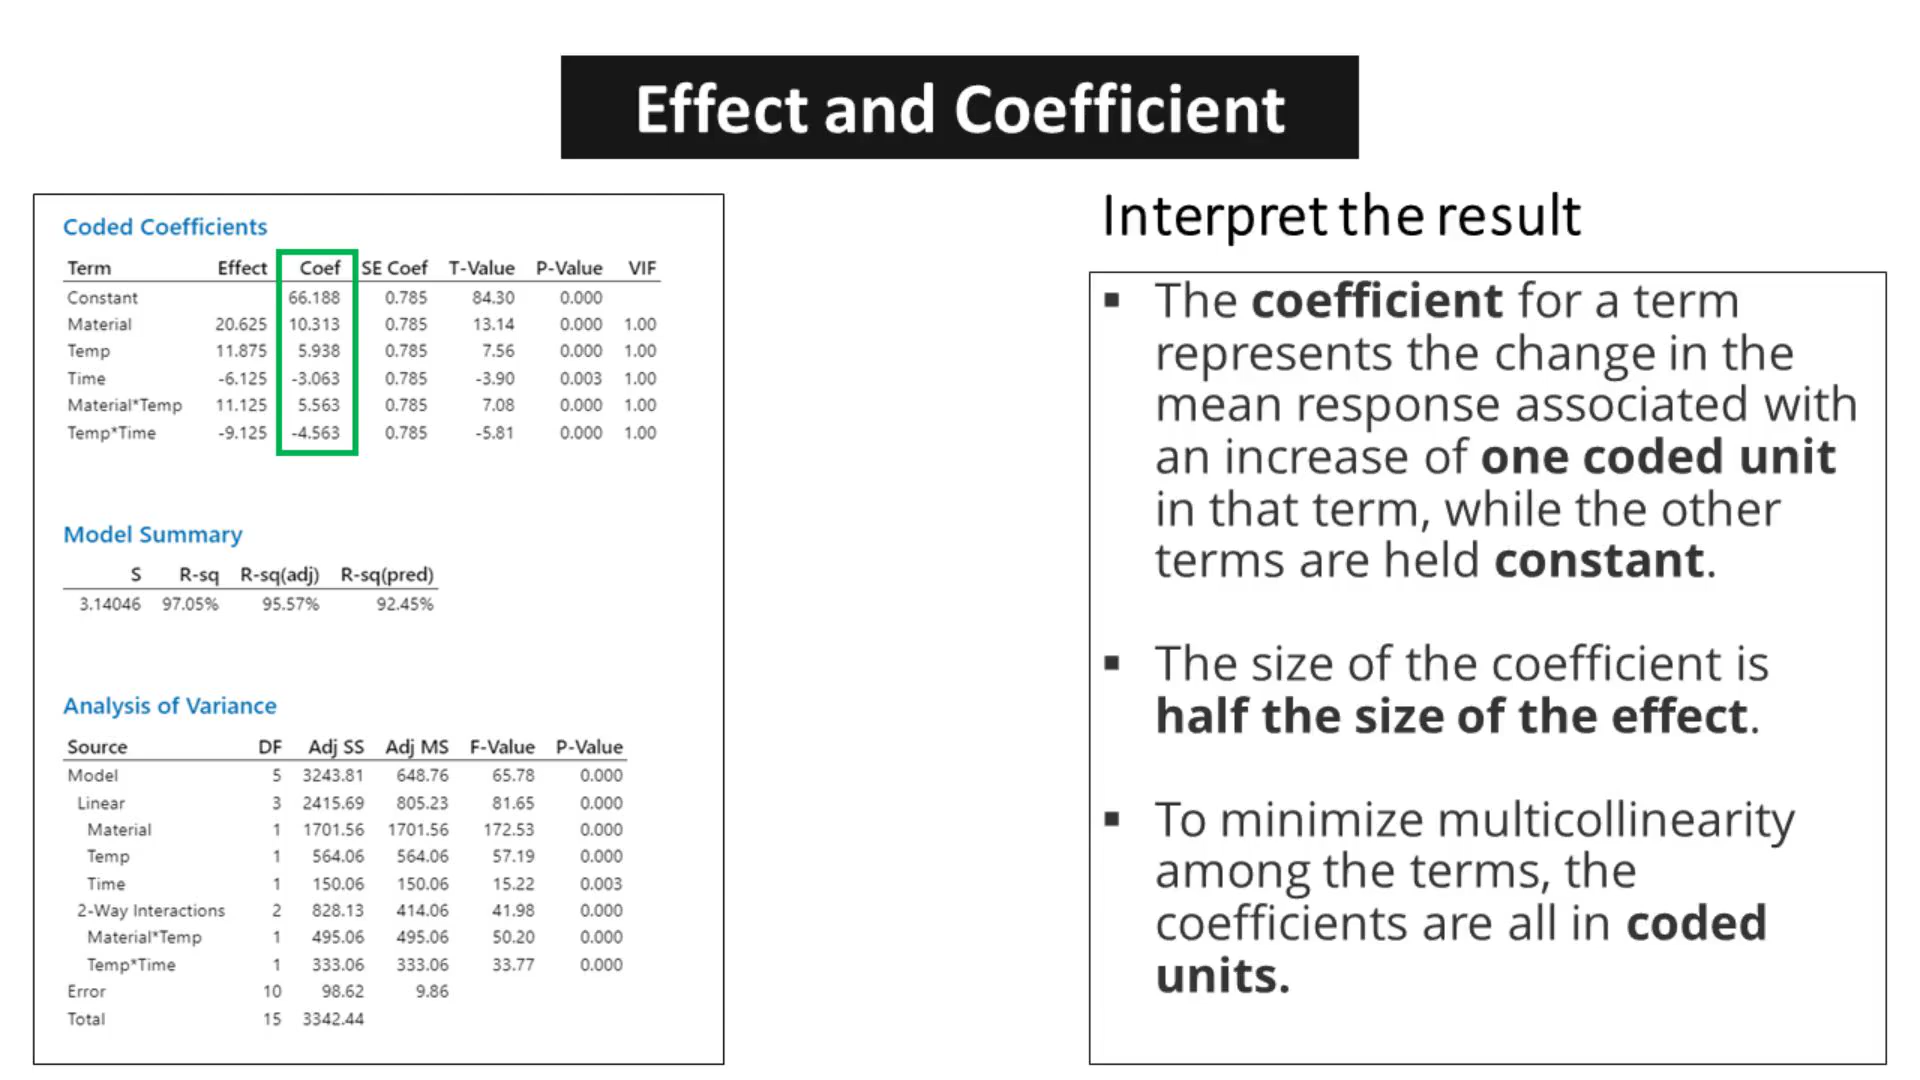 Effect and Coefficient
Coded Coefficients
Term Effect Coef SE Coef T-Value P-Value VIF
Constant 66.188 0.785 84.30 0.000
Material 20.625 10.313 0.785 13.14 0.000 1.00
Temp 11.875 5.938 0.785 7.56 0.000 1.00
Time -6.125 -3.063 0.785 -3.90 0.003 1.00
Material*Temp 11.125 5.563 0.785 7.08 0.000 1.00
Temp*Time -9.125 -4.563 0.785 -5.81 0.000 1.00
Model Summary
S R-sq R-sq(adj) R-sq(pred)
3.14046 97.05% 95.57% 92.45%
Analysis of Variance
Source DF Adj SS Adj MS F-Value P-Value
Model 5 3243.81 648.76 65.78 0.000
Linear 3 2415.69 805.23 81.65 0.000
Material 1 1701.56 1701.56 172.53 0.000
Temp 1 564.06 564.06 57.19 0.000
Time 1 150.06 150.06 15.22 0.003
2-Way Interactions 2 828.13 414.06 41.98 0.000
Material*Temp 1 495.06 495.06 50.20 0.000
Temp*Time 1 333.06 333.06 33.77 0.000
Error 10 98.62 9.86
Total 15 3342.44
Interpret the result
▪ The coefficient for a term
represents the change in the
mean response associated with
an increase of one coded unit
in that term, while the other
terms are held constant.
▪ The size of the coefficient is
half the size of the effect.
▪ To minimize multicollinearity
among the terms, the
coefficients are all in coded
units.